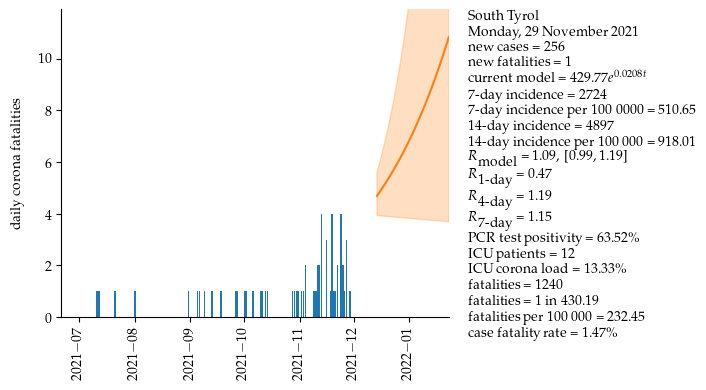 South Tyrol
Monday, 29 November 2021
new cases = 256
new fatalities = 1
current model = 429.77e^{0.0208t}
7-day incidence = 2724
7-day incidence per 100 0000 = 510.65
14-day incidence = 4897
14-day incidence per 100 000 = 918.01
R_model = 1.09, [0.99, 1.19]
R_1-day = 0.47
R_4-day = 1.19
R_7-day = 1.15
PCR test positivity = 63.52%
ICU patients = 12
ICU corona load = 13.33%
fatalities = 1240
fatalities = 1 in 430.19
fatalities per 100 000 = 232.45
case fatality rate = 1.47%
daily corona fatalities
10
8
6
4
2
0
2021−07
2021−08
2021−09
2021−10
2021−11
2021−12
2022−01